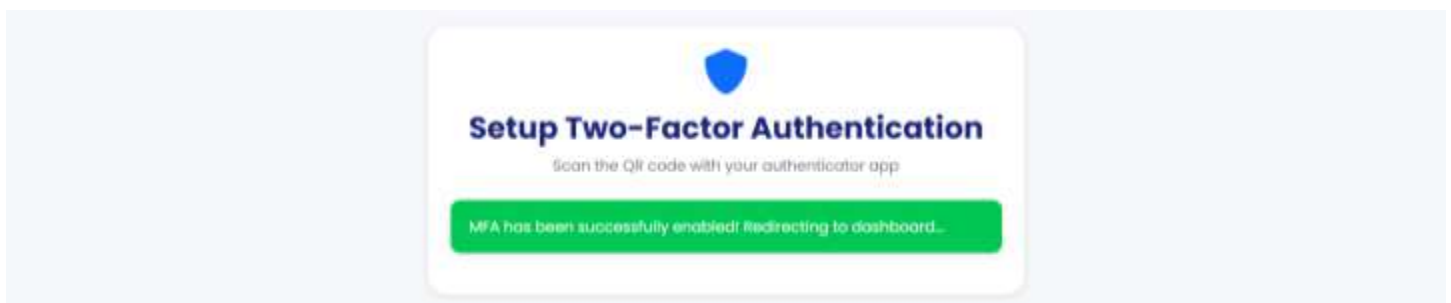 Setup Two-Factor Authentication
Scan the QR code with your authenticator app
MFA has been successfully enabled! Redirecting to dashboard...